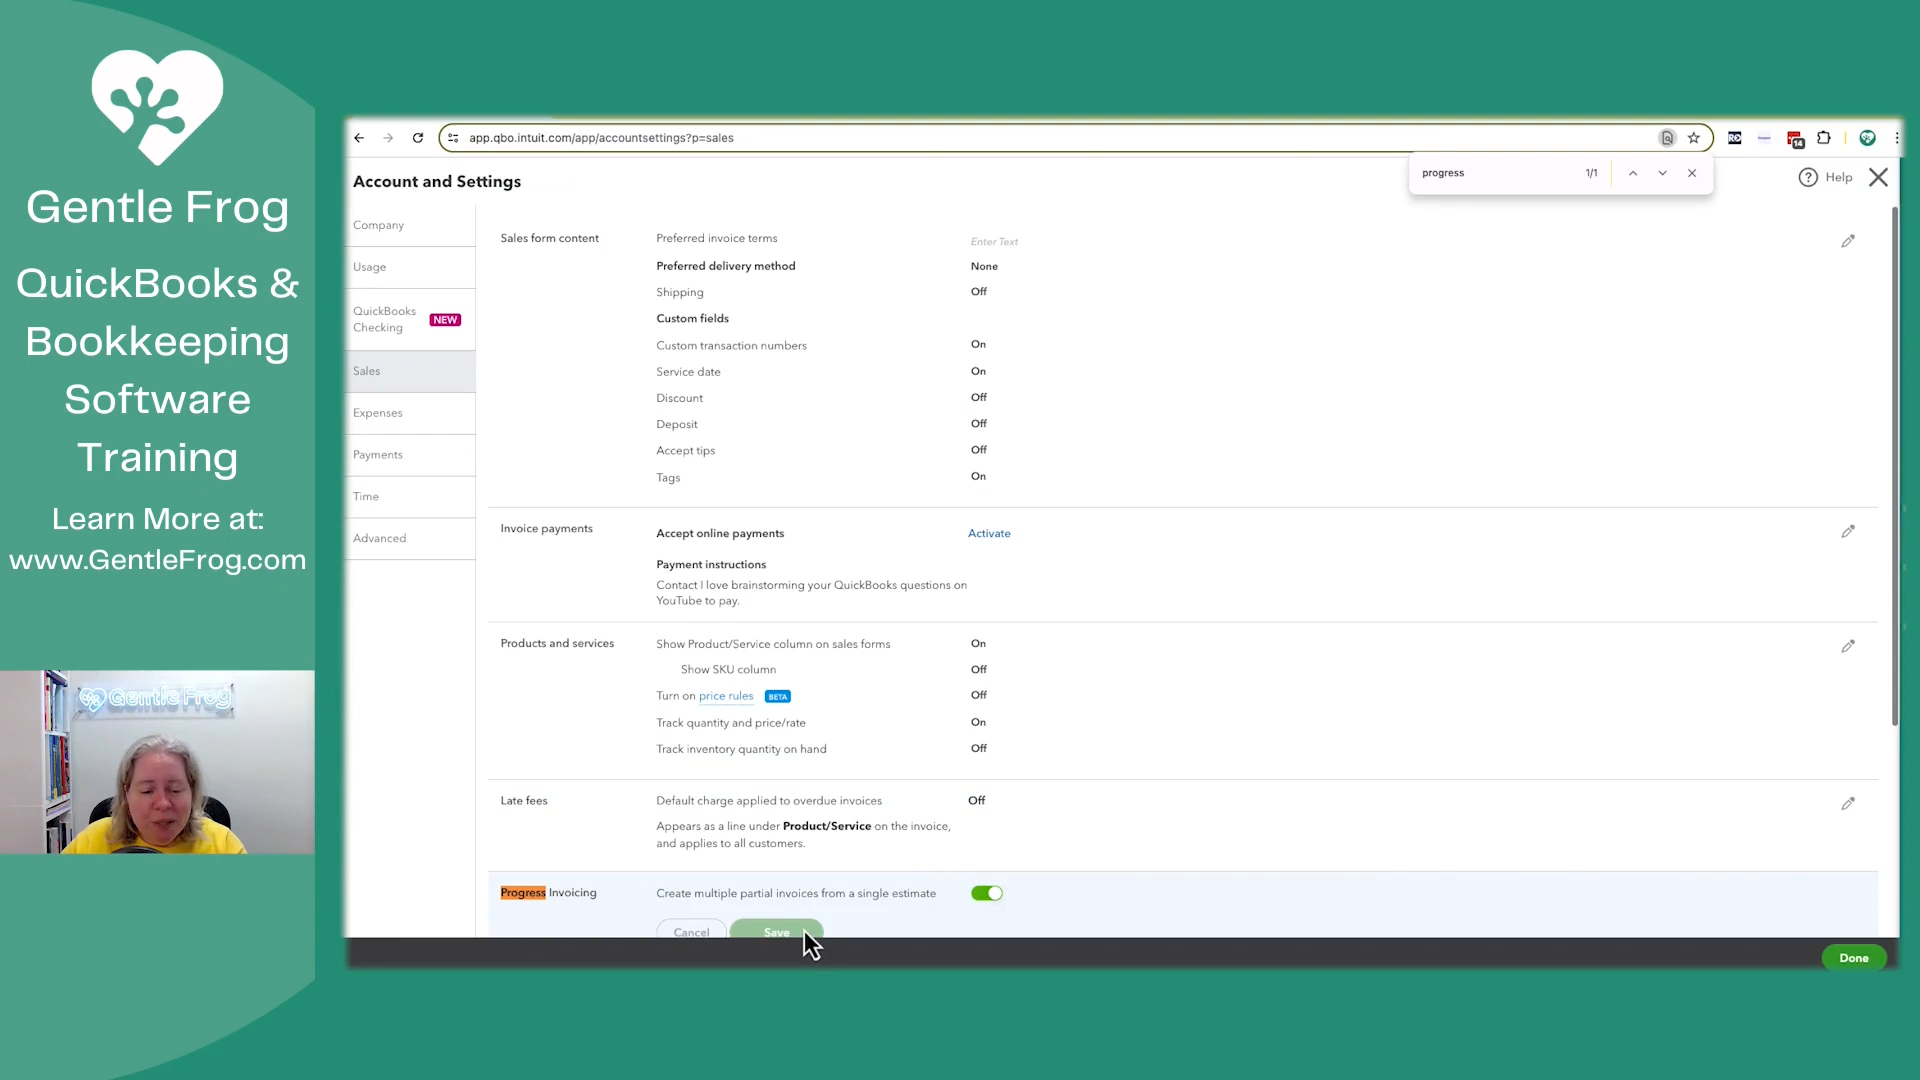 Gentle Frog
QuickBooks &
Bookkeeping
Software
Training
Learn More at:
www.GentleFrog.com
Gentle Frog
app.qbo.intuit.com/app/accountsettings?p=sales
14
progress
1/1
Account and Settings
Help
Company
Usage
QuickBooks
Checking
NEW
Sales
Expenses
Payments
Time
Advanced
Sales form content
Preferred invoice terms
Enter Text
Preferred delivery method
None
Shipping
Off
Custom fields
Custom transaction numbers
On
Service date
On
Discount
Off
Deposit
Off
Accept tips
Off
Tags
On
Invoice payments
Accept online payments
Activate
Payment instructions
Contact I love brainstorming your QuickBooks questions on
YouTube to pay.
Products and services
Show Product/Service column on sales forms
On
Show SKU column
Off
Turn on price rules BETA
Off
Track quantity and price/rate
On
Track inventory quantity on hand
Off
Late fees
Default charge applied to overdue invoices
Off
Appears as a line under Product/Service on the invoice,
and applies to all customers.
Progress Invoicing
Create multiple partial invoices from a single estimate
Cancel
Save
Done